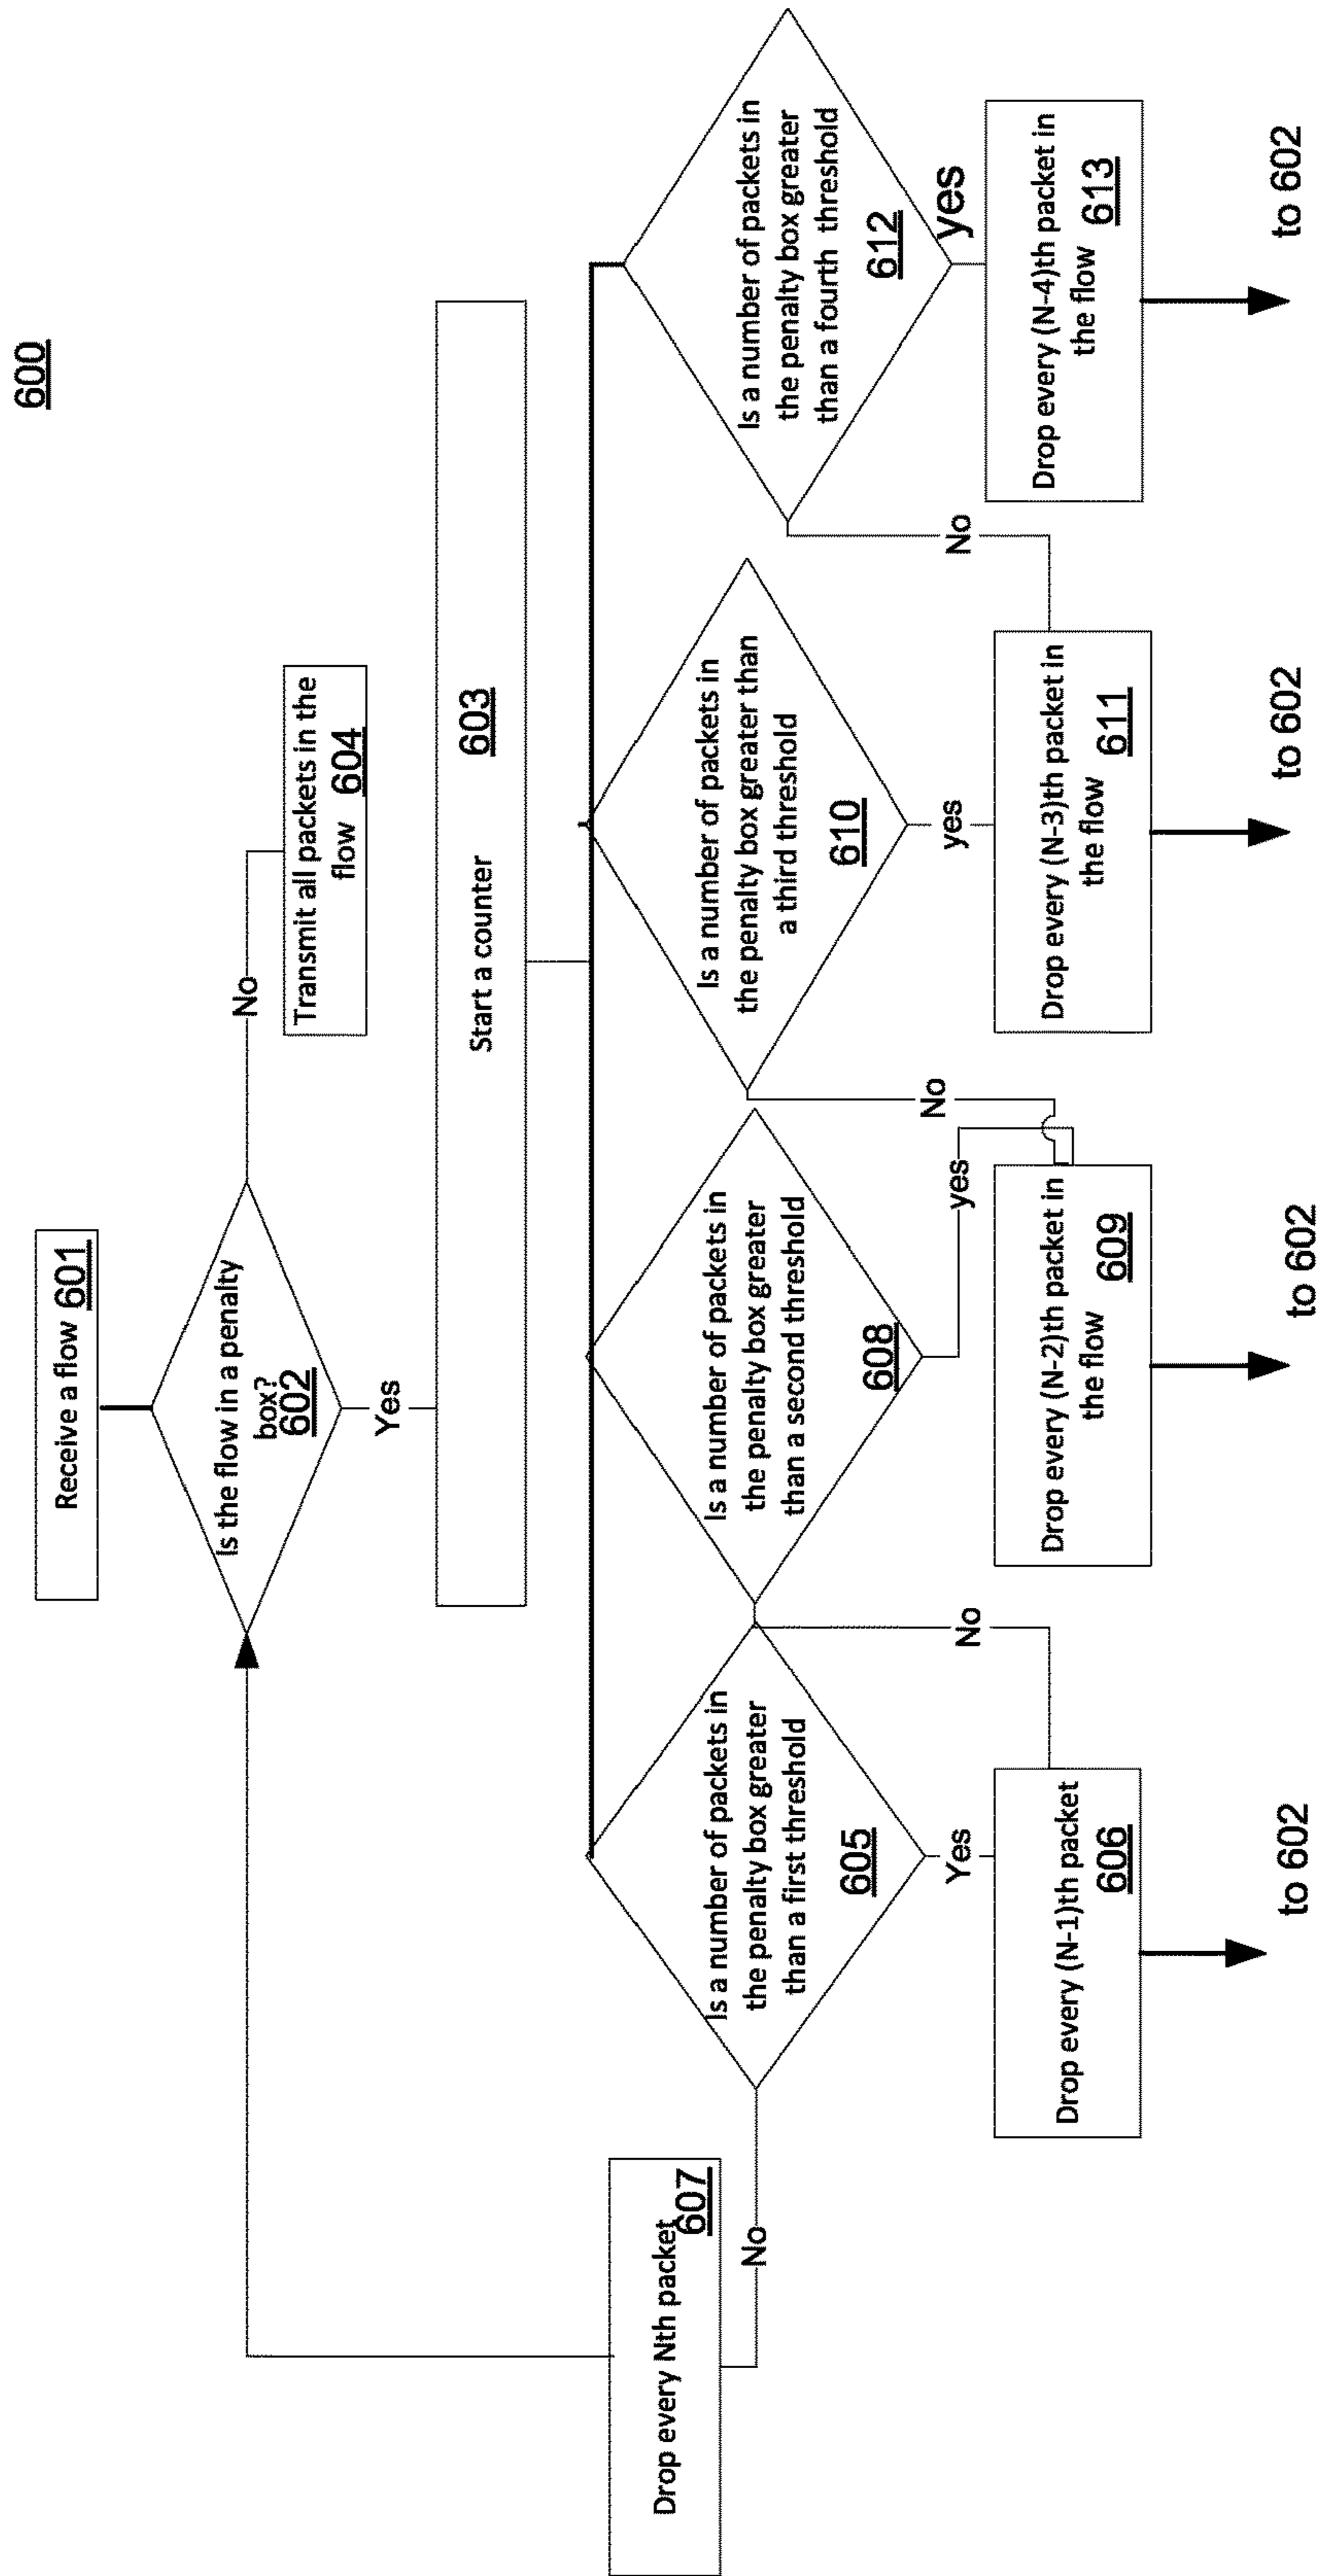 600
Receive a flow 601
Is the flow in a penalty
box?
602
No
Transmit all packets in the
flow 604
Yes
Start a counter 603
Drop every Nth packet
607
No
Is a number of packets in
the penalty box greater
than a first threshold
605
Yes
Drop every (N-1)th packet
606
to 602
Is a number of packets in
the penalty box greater
than a second threshold
608
No
yes
Drop every (N-2)th packet in
the flow 609
to 602
Is a number of packets in
the penalty box greater than
a third threshold
610
No
yes
Drop every (N-3)th packet in
the flow 611
to 602
Is a number of packets in
the penalty box greater
than a fourth threshold
612
No
yes
Drop every (N-4)th packet in
the flow 613
to 602